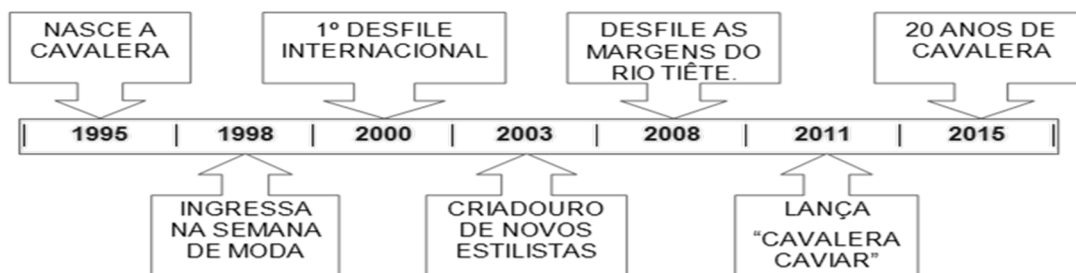 NASCE A
CAVALERA
1º DESFILE
INTERNACIONAL
DESFILE AS
MARGENS DO
RIO TIÊTE.
20 ANOS DE
CAVALERA
1995 | 1998 | 2000 | 2003 | 2008 | 2011 | 2015
INGRESSA
NA SEMANA
DE MODA
CRIADOURO
DE NOVOS
ESTILISTAS
LANÇA
“CAVALERA
CAVIAR”